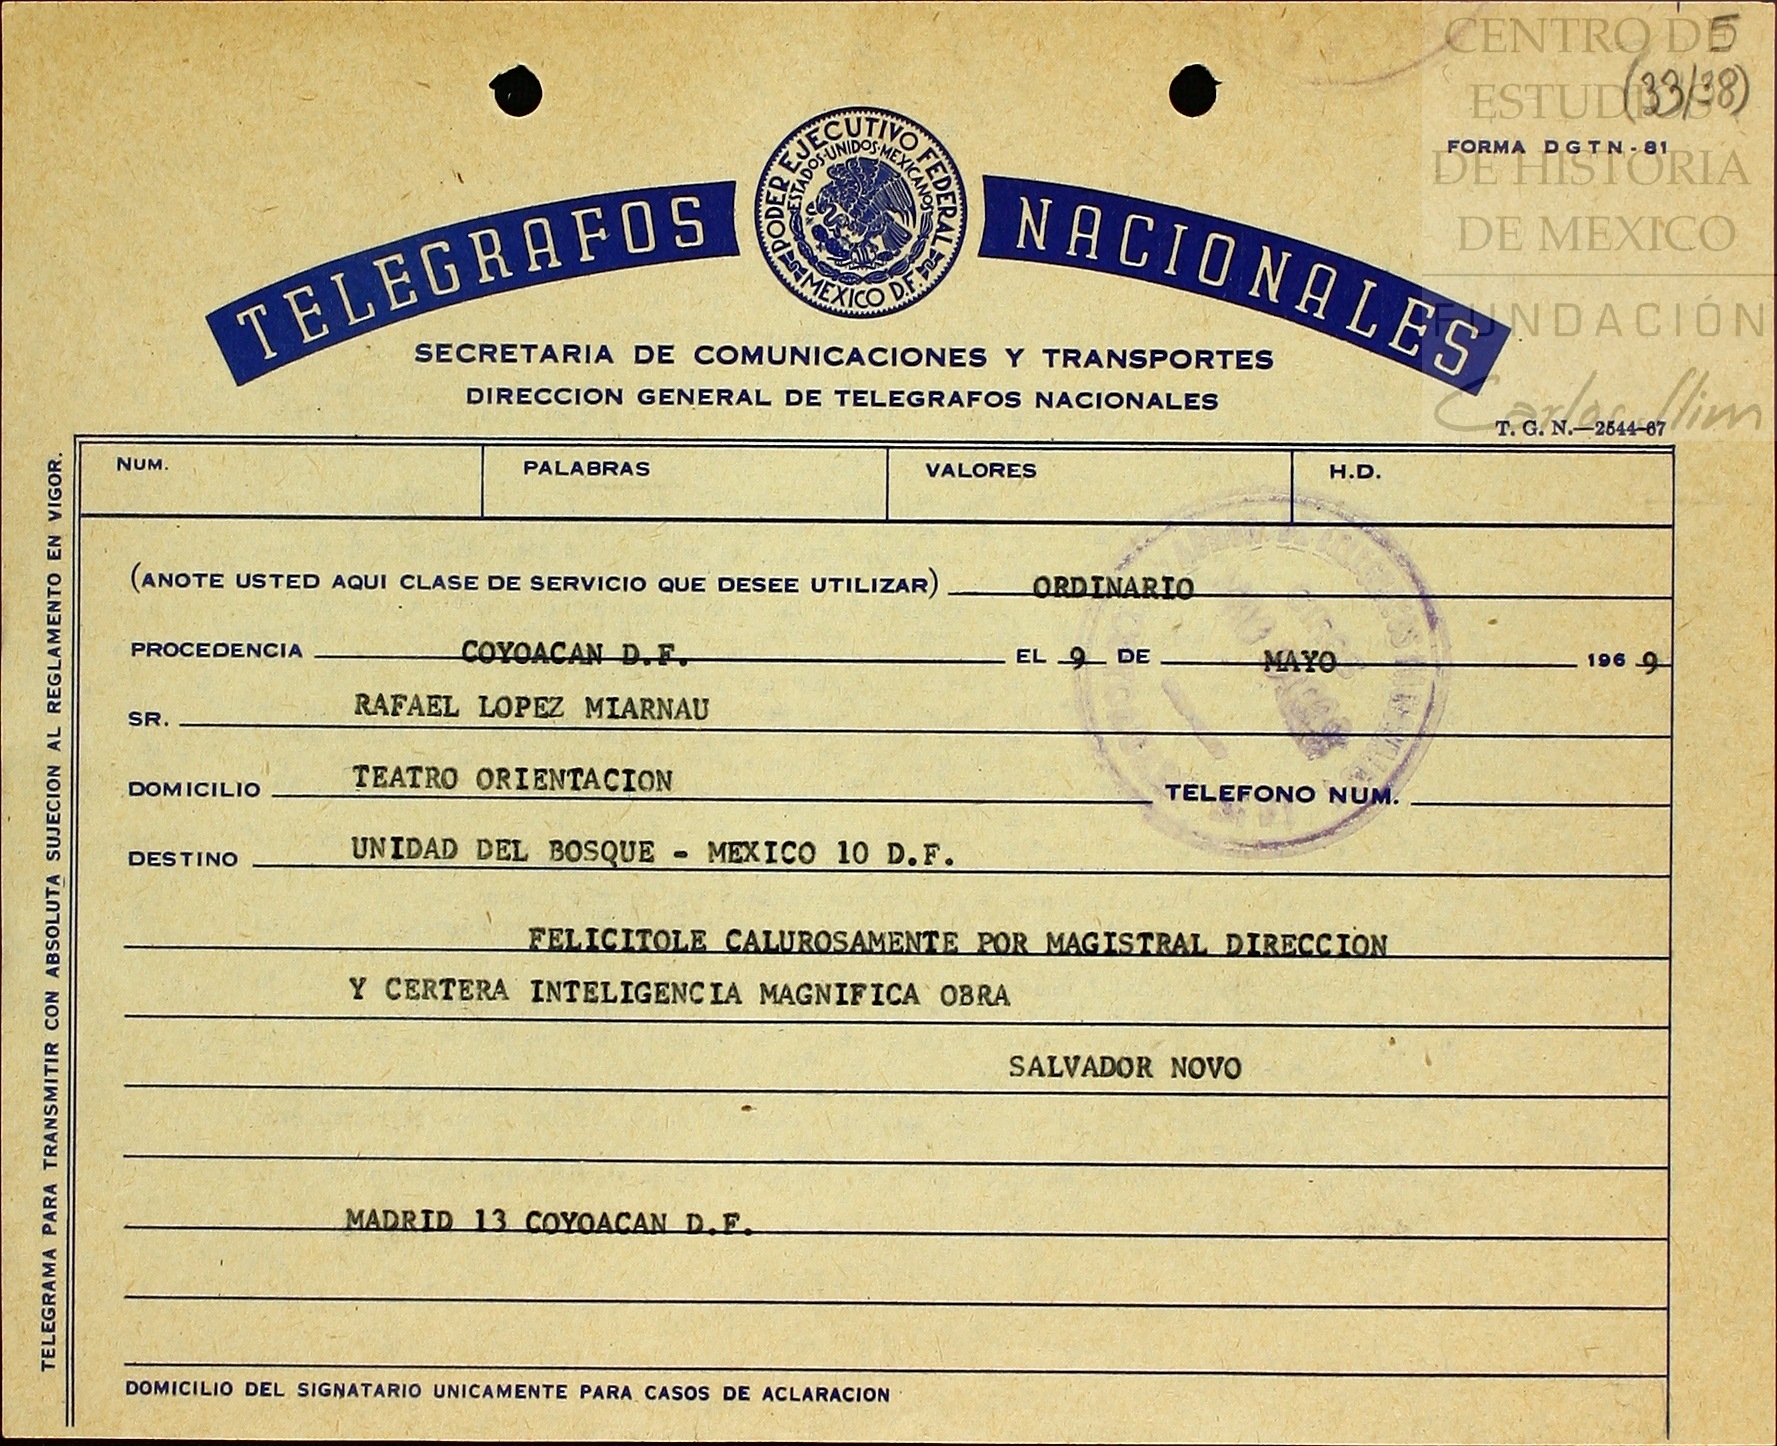 CENTRO DE
ESTUDIOS
DE HISTORIA
DE MEXICO
FUNDACIÓN
Carlos Slim
5
(33/38)
FORMA DGTN-81
TELEGRAFOS NACIONALES
PODER EJECUTIVO FEDERAL
ESTADOS·UNIDOS·MEXICANOS
MEXICO D.F.
SECRETARIA DE COMUNICACIONES Y TRANSPORTES
DIRECCION GENERAL DE TELEGRAFOS NACIONALES
T. G. N.—2544-67
NUM. PALABRAS VALORES H.D.
(ANOTE USTED AQUI CLASE DE SERVICIO QUE DESEE UTILIZAR) ORDINARIO
PROCEDENCIA COYOACAN D.F. EL 9 DE MAYO 1969
SR. RAFAEL LOPEZ MIARNAU
DOMICILIO TEATRO ORIENTACION TELEFONO NUM.
DESTINO UNIDAD DEL BOSQUE - MEXICO 10 D.F.
FELICITOLE CALUROSAMENTE POR MAGISTRAL DIRECCION
Y CERTERA INTELIGENCIA MAGNIFICA OBRA
SALVADOR NOVO
MADRID 13 COYOACAN D.F.
DOMICILIO DEL SIGNATARIO UNICAMENTE PARA CASOS DE ACLARACION
TELEGRAMA PARA TRANSMITIR CON ABSOLUTA SUJECION AL REGLAMENTO EN VIGOR.